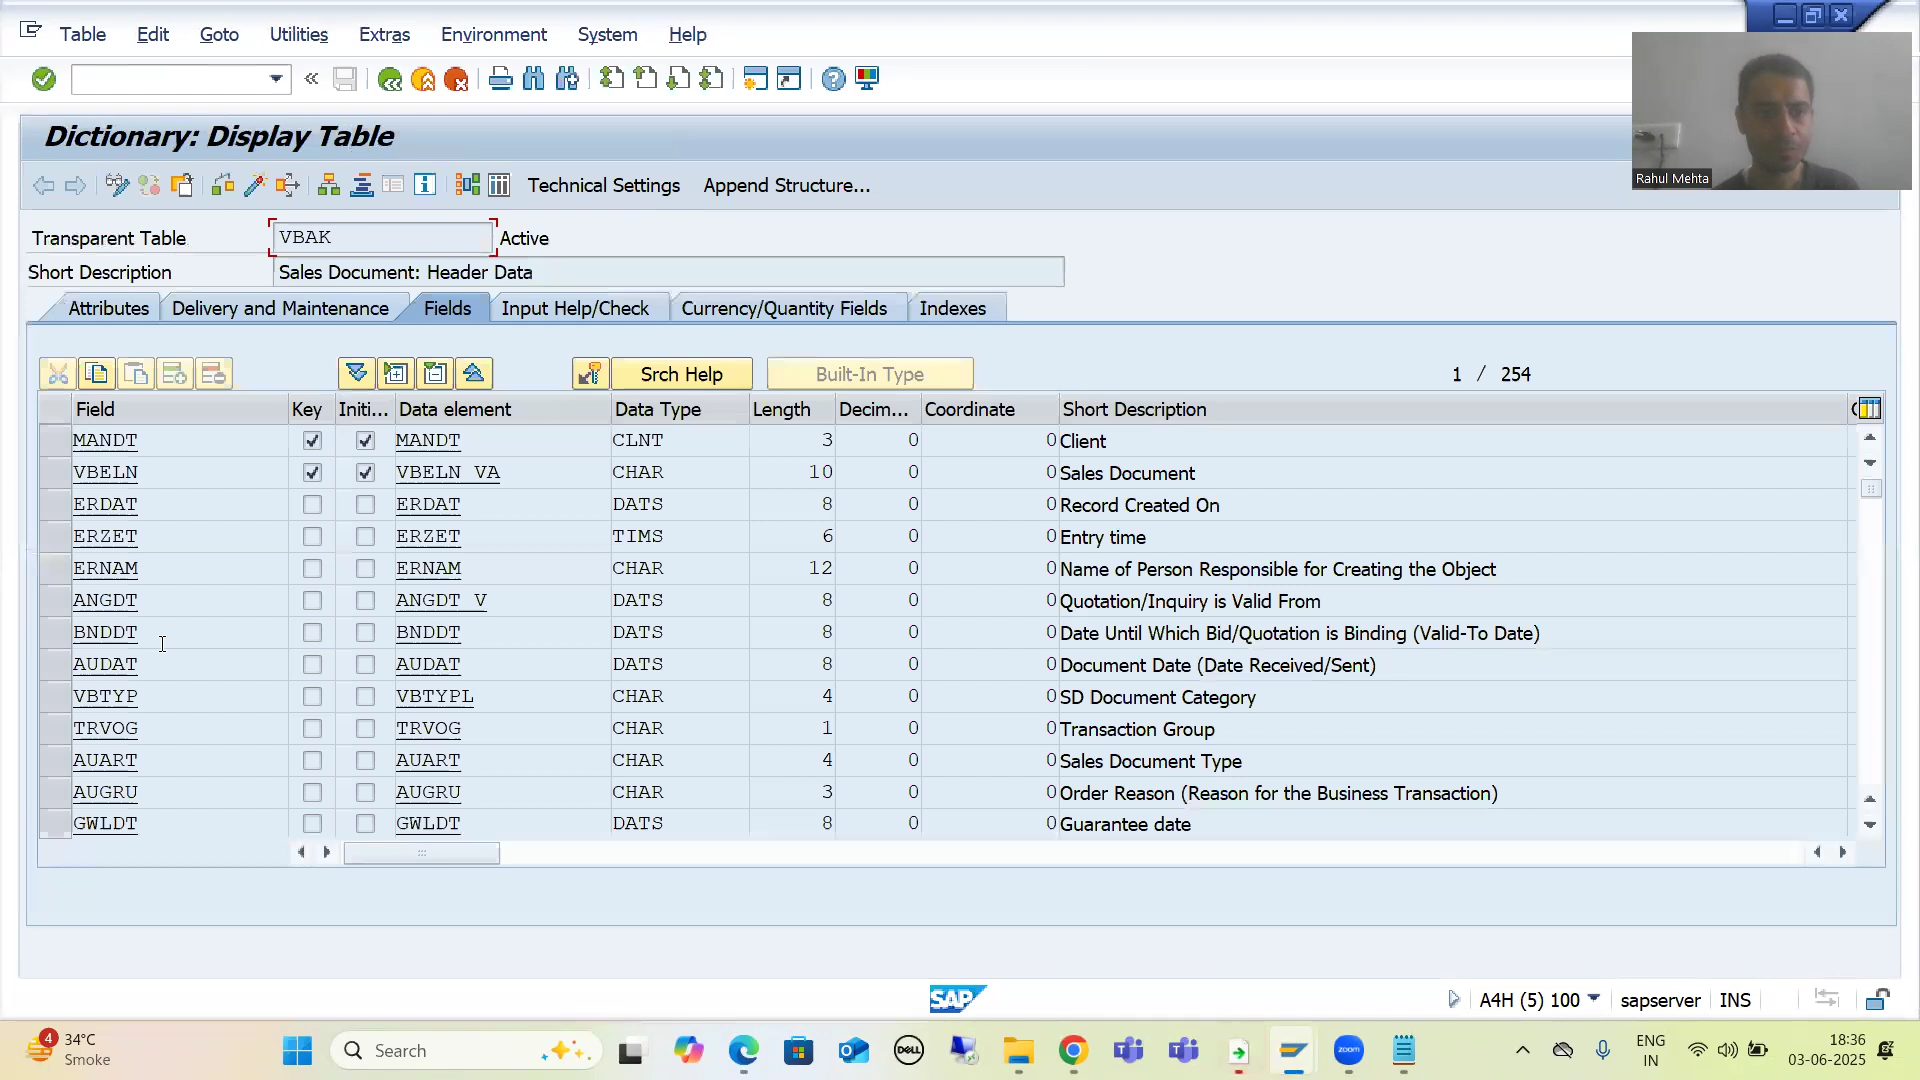 Table Edit Goto Utilities Extras Environment System Help
Rahul Mehta
Dictionary: Display Table
Technical Settings Append Structure...
Transparent Table VBAK Active
Short Description Sales Document: Header Data
Attributes Delivery and Maintenance Fields Input Help/Check Currency/Quantity Fields Indexes
Srch Help Built-In Type 1 / 254
Field Key Initi... Data element Data Type Length Decim... Coordinate Short Description
MANDT MANDT CLNT 3 0 0 Client
VBELN VBELN_VA CHAR 10 0 0 Sales Document
ERDAT ERDAT DATS 8 0 0 Record Created On
ERZET ERZET TIMS 6 0 0 Entry time
ERNAM ERNAM CHAR 12 0 0 Name of Person Responsible for Creating the Object
ANGDT ANGDT_V DATS 8 0 0 Quotation/Inquiry is Valid From
BNDDT BNDDT DATS 8 0 0 Date Until Which Bid/Quotation is Binding (Valid-To Date)
AUDAT AUDAT DATS 8 0 0 Document Date (Date Received/Sent)
VBTYP VBTYPL CHAR 4 0 0 SD Document Category
TRVOG TRVOG CHAR 1 0 0 Transaction Group
AUART AUART CHAR 4 0 0 Sales Document Type
AUGRU AUGRU CHAR 3 0 0 Order Reason (Reason for the Business Transaction)
GWLDT GWLDT DATS 8 0 0 Guarantee date
SAP A4H (5) 100 sapserver INS
4 34°C
Smoke
Search
DELL
zoom
ENG
IN
18:36
03-06-2025